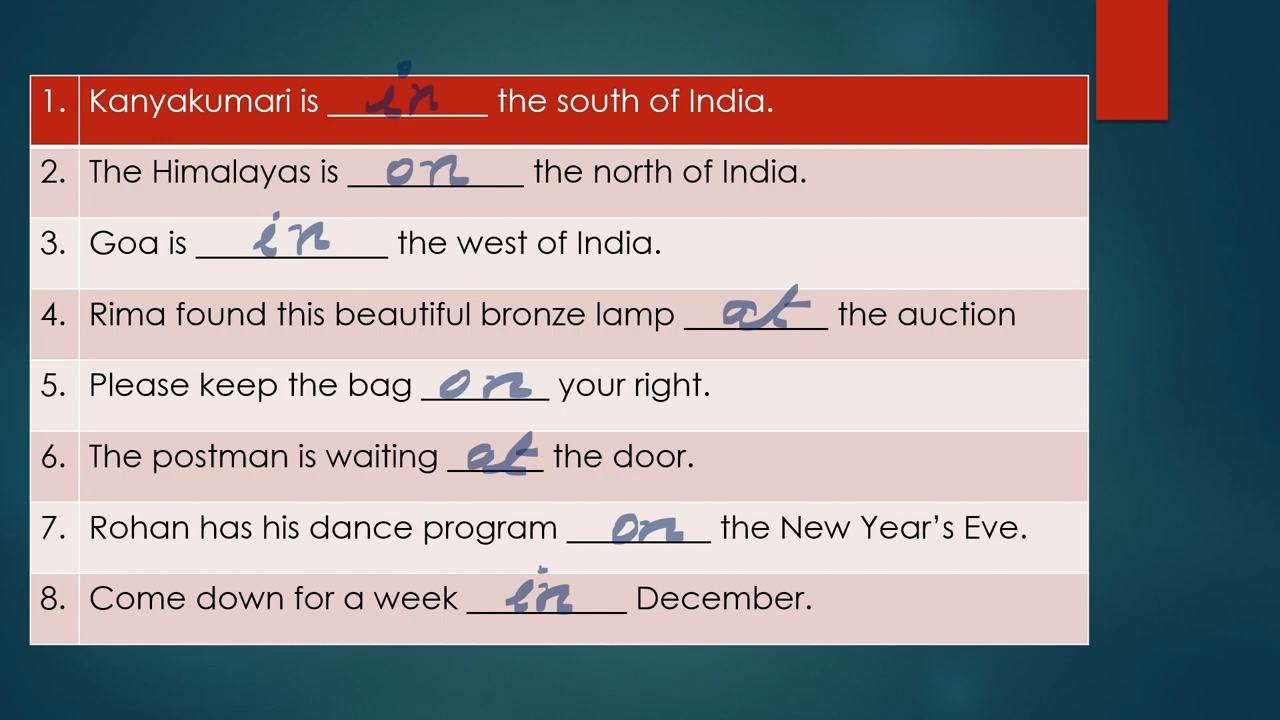 1. Kanyakumari is in the south of India.
2. The Himalayas is on the north of India.
3. Goa is in the west of India.
4. Rima found this beautiful bronze lamp at the auction
5. Please keep the bag on your right.
6. The postman is waiting at the door.
7. Rohan has his dance program on the New Year’s Eve.
8. Come down for a week in December.